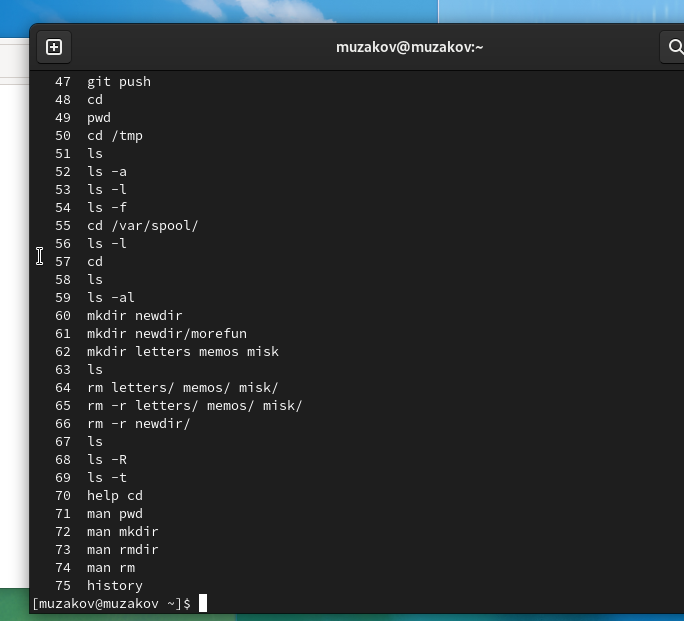 muzakov@muzakov:~
47 git push
48 cd
49 pwd
50 cd /tmp
51 ls
52 ls -a
53 ls -l
54 ls -f
55 cd /var/spool/
56 ls -l
57 cd
58 ls
59 ls -al
60 mkdir newdir
61 mkdir newdir/morefun
62 mkdir letters memos misk
63 ls
64 rm letters/ memos/ misk/
65 rm -r letters/ memos/ misk/
66 rm -r newdir/
67 ls
68 ls -R
69 ls -t
70 help cd
71 man pwd
72 man mkdir
73 man rmdir
74 man rm
75 history
[muzakov@muzakov ~]$